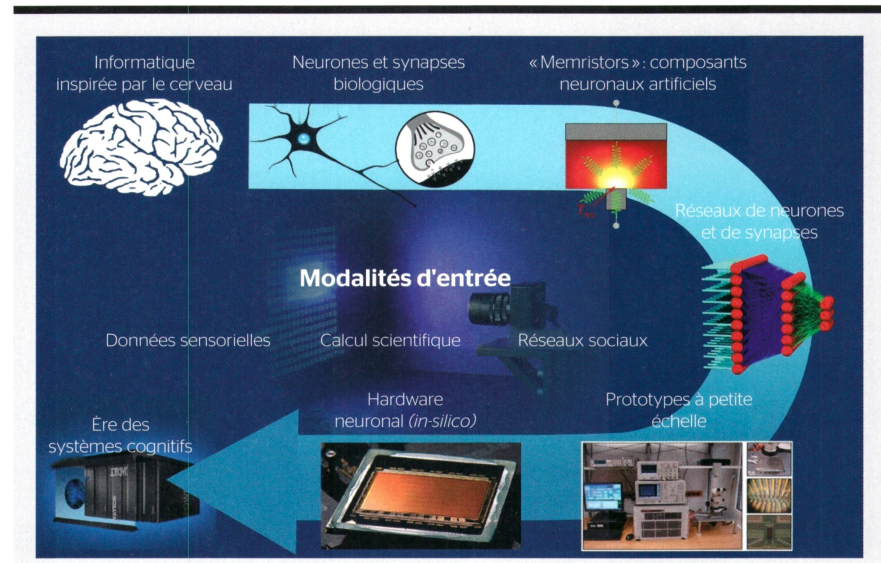 Informatique
inspirée par le cerveau
Neurones et synapses
biologiques
« Memristors » : composants
neuronaux artificiels
Réseaux de neurones
et de synapses
Modalités d'entrée
Données sensorielles
Calcul scientifique
Réseaux sociaux
Ère des
systèmes cognitifs
Hardware
neuronal (in-silico)
Prototypes à petite
échelle
IBM